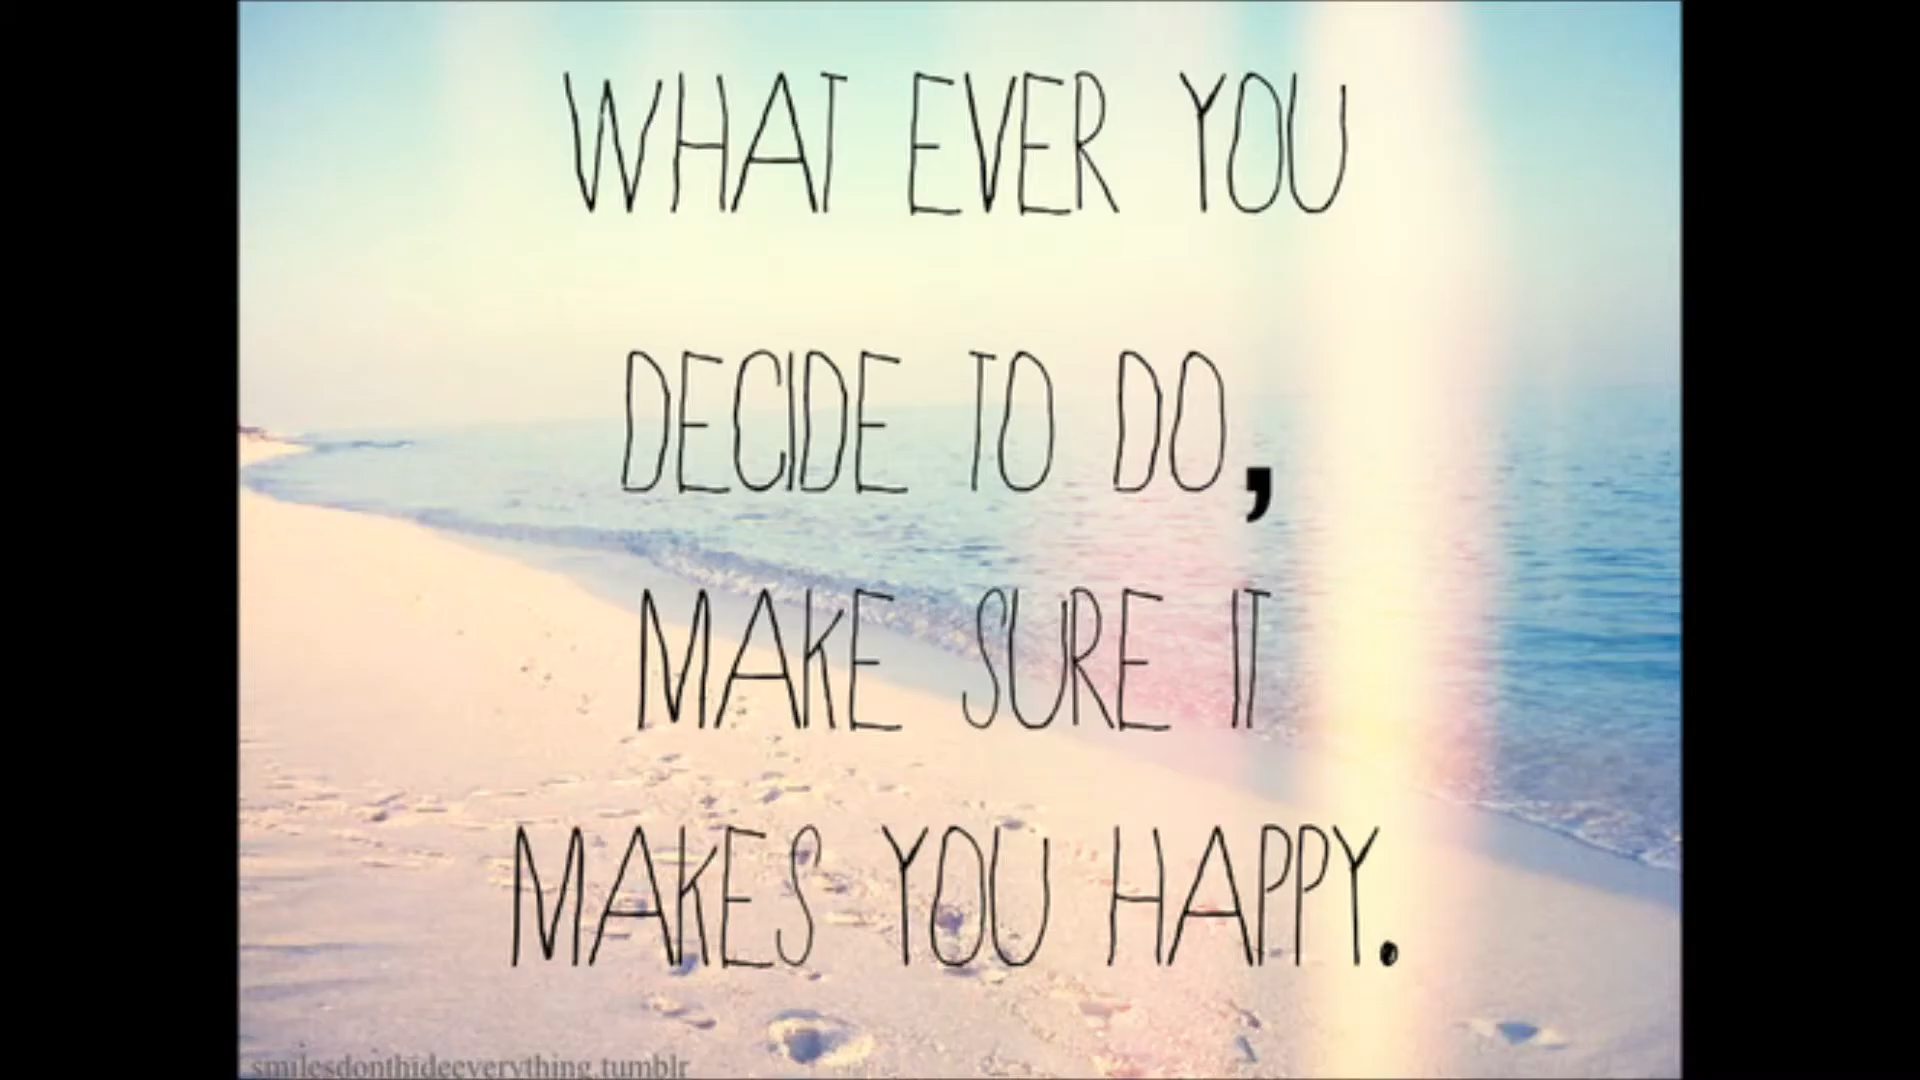 WHAT EVER YOU
DECIDE TO DO,
MAKE SURE IT
MAKES YOU HAPPY.
smilesdonthideeverything.tumblr